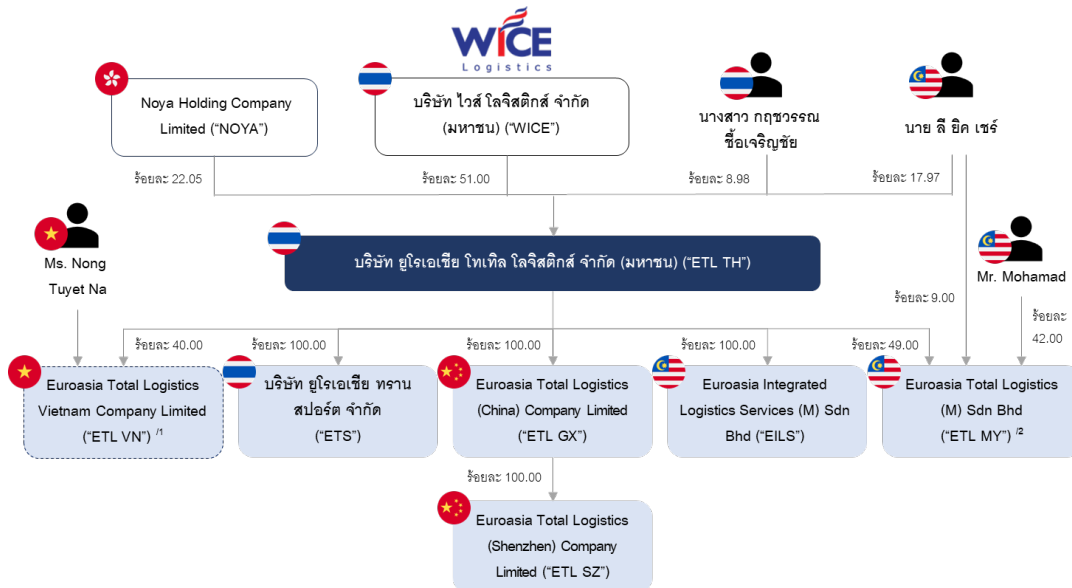 WICE
Logistics
Noya Holding Company
Limited (“NOYA”)
บริษัท ไวส์ โลจิสติกส์ จำกัด
(มหาชน) (“WICE”)
นางสาว กฤชวรรณ
ชื้อเจริญชัย
นาย ลี ยิค เชร์
ร้อยละ 22.05
ร้อยละ 51.00
ร้อยละ 8.98
ร้อยละ 17.97
Ms. Nong
Tuyet Na
บริษัท ยูโรเอเชีย โทเทิล โลจิสติกส์ จำกัด (มหาชน) (“ETL TH”)
Mr. Mohamad
ร้อยละ 9.00
ร้อยละ
42.00
ร้อยละ 40.00
ร้อยละ 100.00
ร้อยละ 100.00
ร้อยละ 100.00
ร้อยละ 49.00
Euroasia Total Logistics
Vietnam Company Limited
(“ETL VN”) /1
บริษัท ยูโรเอเชีย ทราน
สปอร์ต จำกัด
(“ETS”)
Euroasia Total Logistics
(China) Company Limited
(“ETL GX”)
Euroasia Integrated
Logistics Services (M) Sdn
Bhd (“EILS”)
Euroasia Total Logistics
(M) Sdn Bhd
(“ETL MY”) /2
ร้อยละ 100.00
Euroasia Total Logistics
(Shenzhen) Company
Limited (“ETL SZ”)